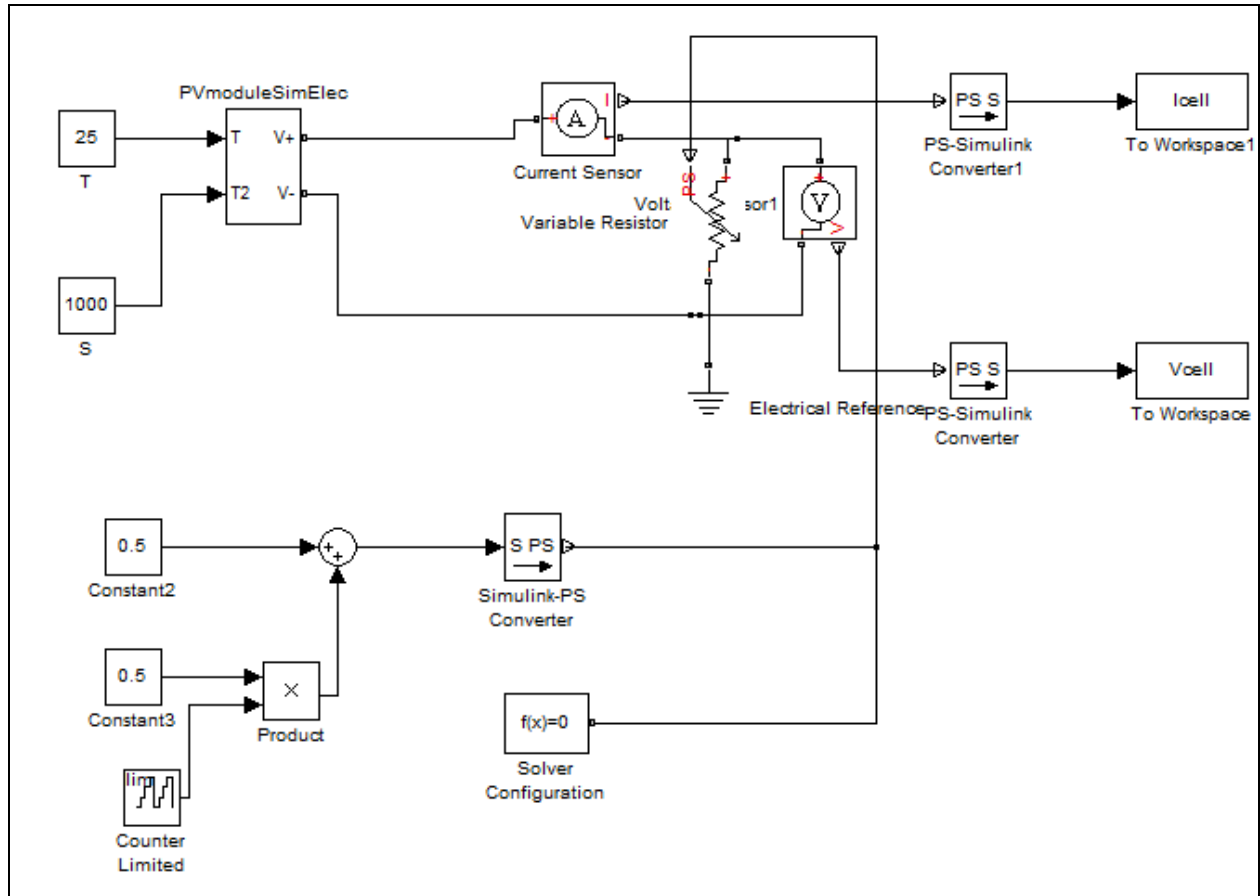 PVmoduleSimElec
25
T
T V+
T2 V-
1000
S
A
I
+
-
Current Sensor
PS S
PS-Simulink
Converter1
Icell
To Workspace1
PS
+
Volt
Variable Resistor
sor1
+
V
V
-
Electrical Reference
PS S
PS-Simulink
Converter
Vcell
To Workspace
0.5
Constant2
+
+
S PS
Simulink-PS
Converter
0.5
Constant3
×
Product
lim
Counter
Limited
f(x)=0
Solver
Configuration